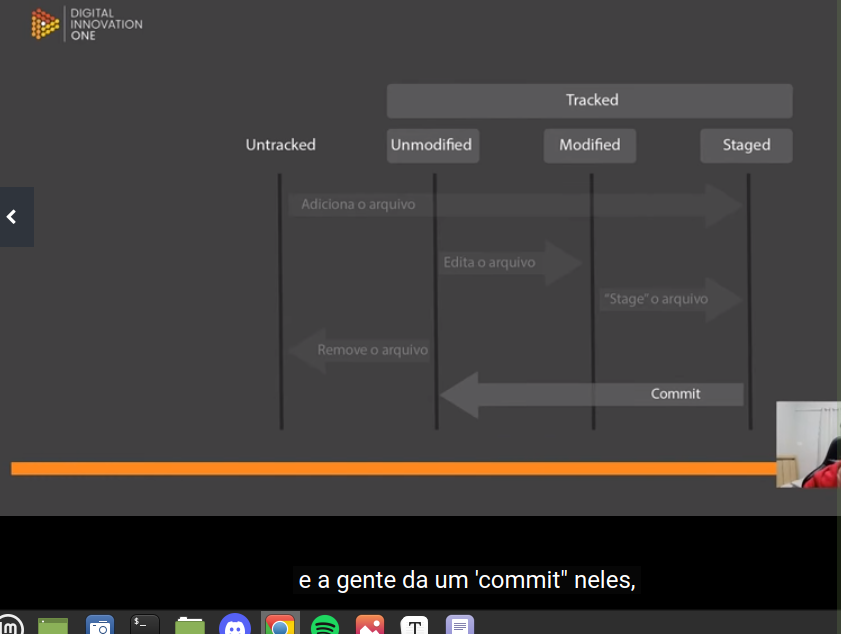 DIGITAL
INNOVATION
ONE
Tracked
Untracked
Unmodified
Modified
Staged
Adiciona o arquivo
Edita o arquivo
"Stage" o arquivo
Remove o arquivo
Commit
e a gente da um 'commit" neles,
$_
T